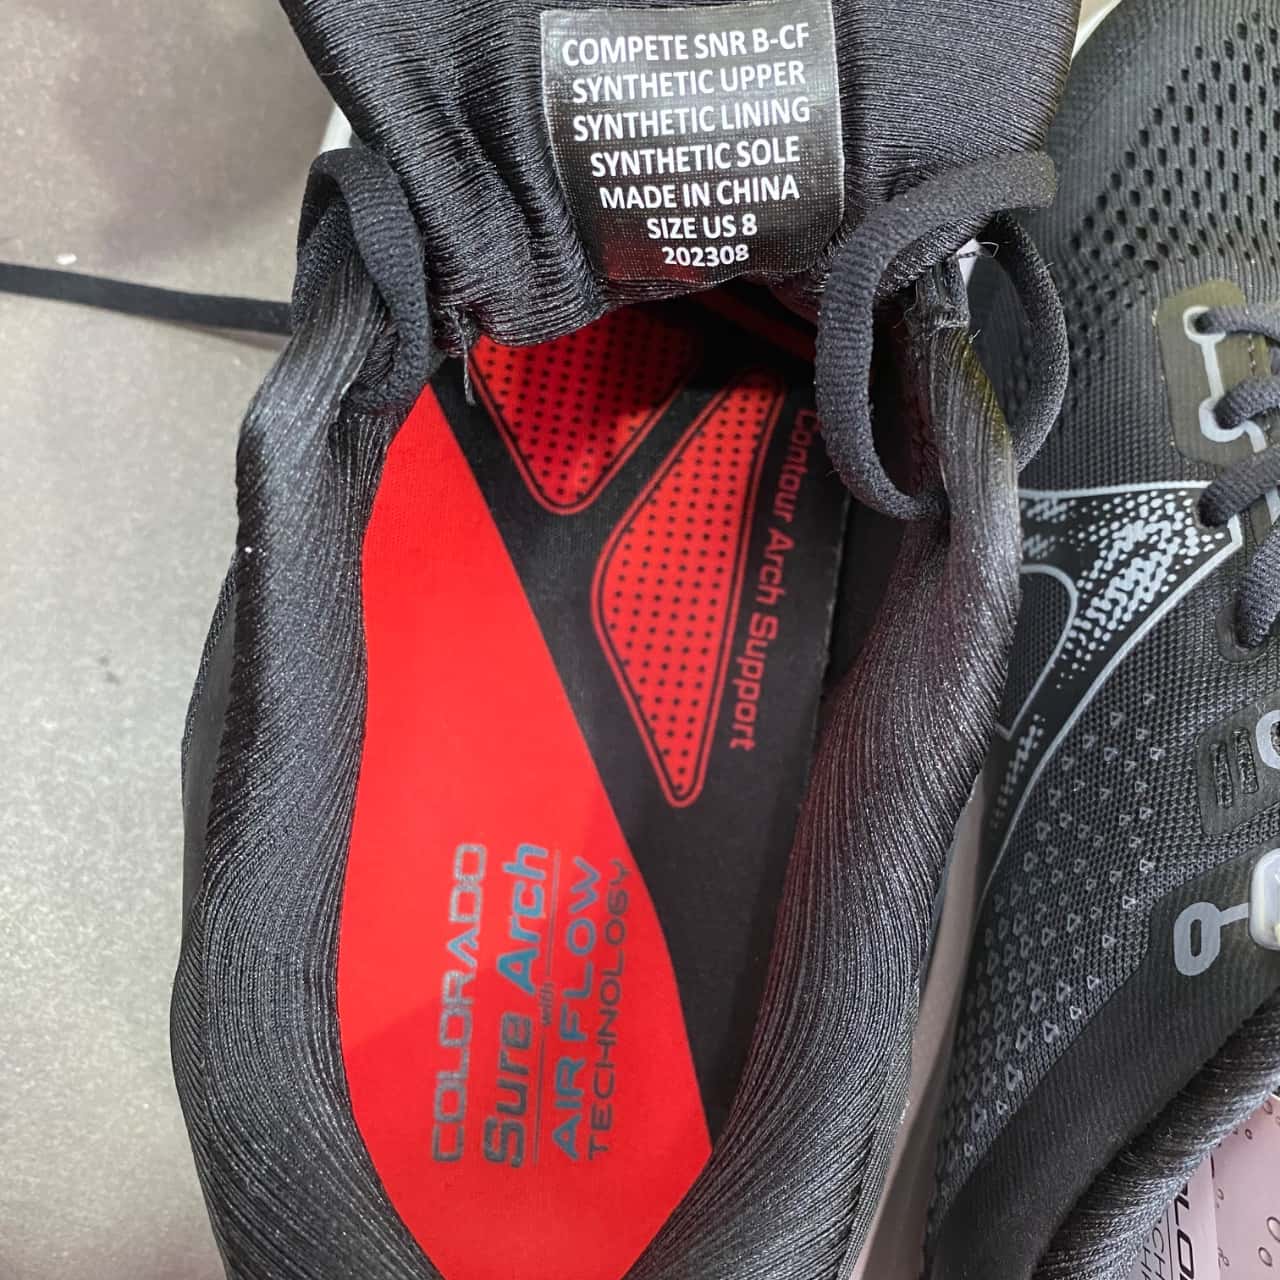 COMPETE SNR B-CF
SYNTHETIC UPPER
SYNTHETIC LINING
SYNTHETIC SOLE
MADE IN CHINA
SIZE US 8
202308
Contour Arch Support
COLORADO
Sure Arch
with
AIR FLOW
TECHNOLOGY